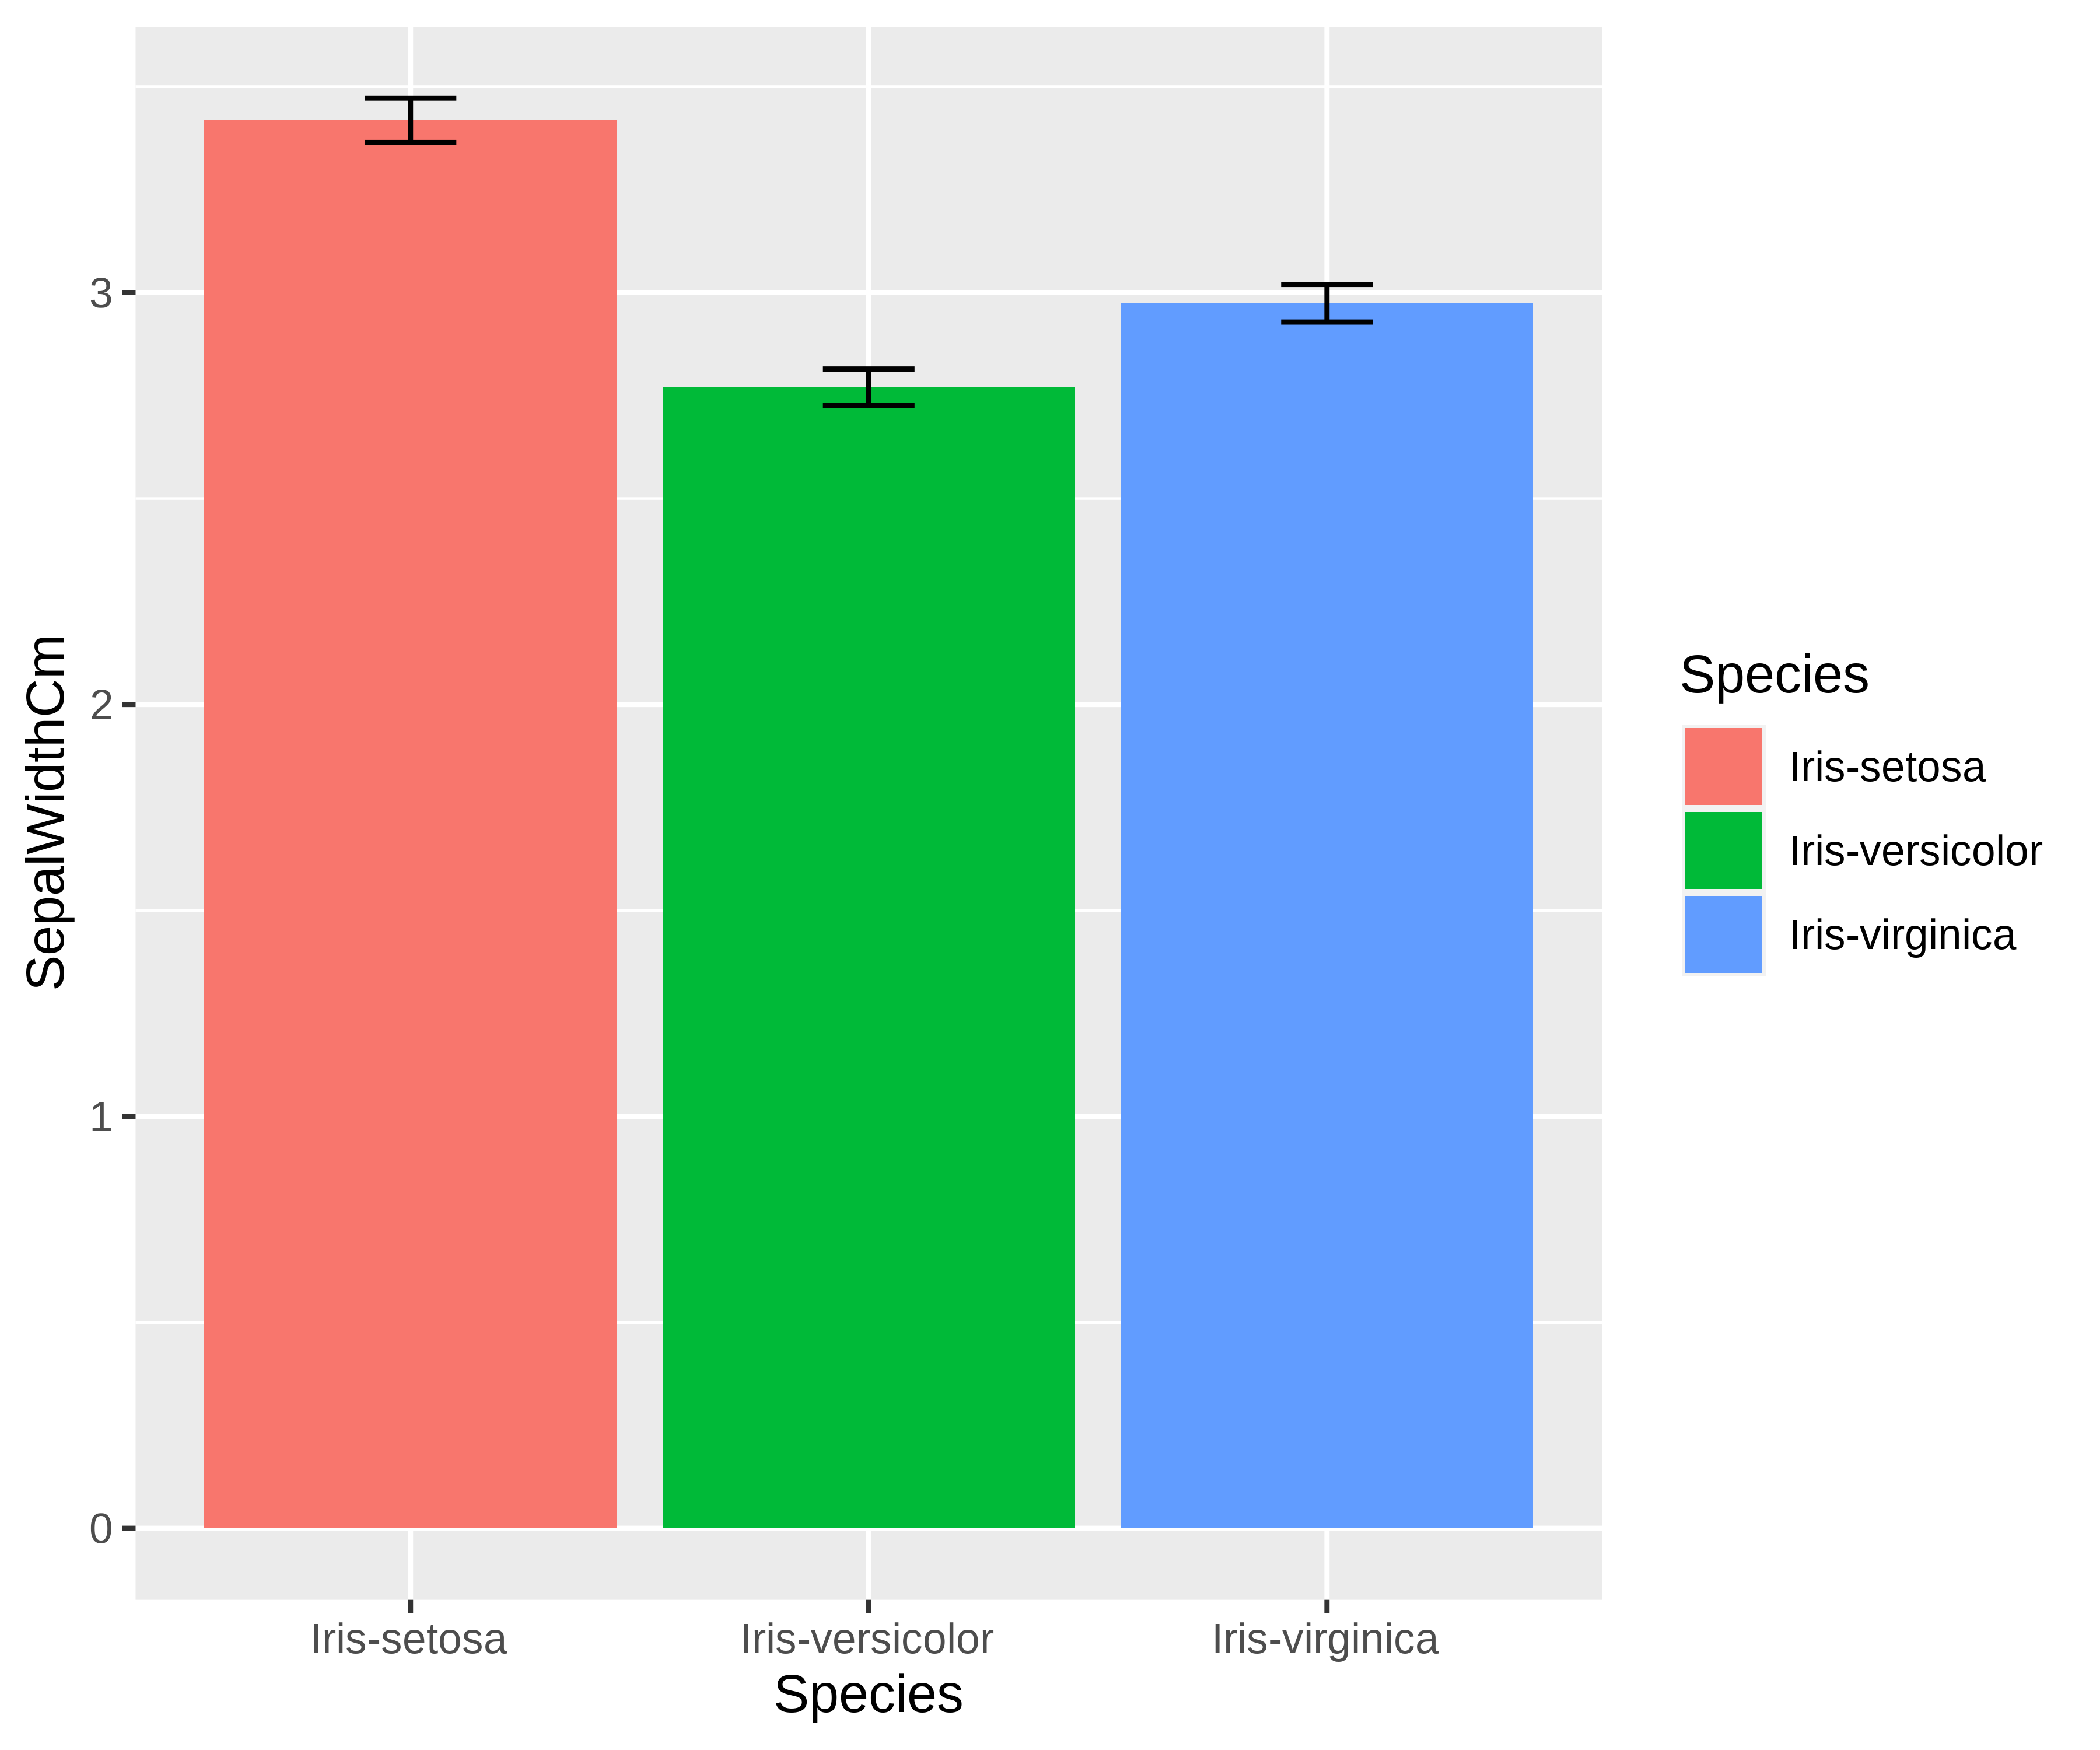 SepalWidthCm
3
2
1
0
Iris-setosa
Iris-versicolor
Iris-virginica
Species
Species
Iris-setosa
Iris-versicolor
Iris-virginica